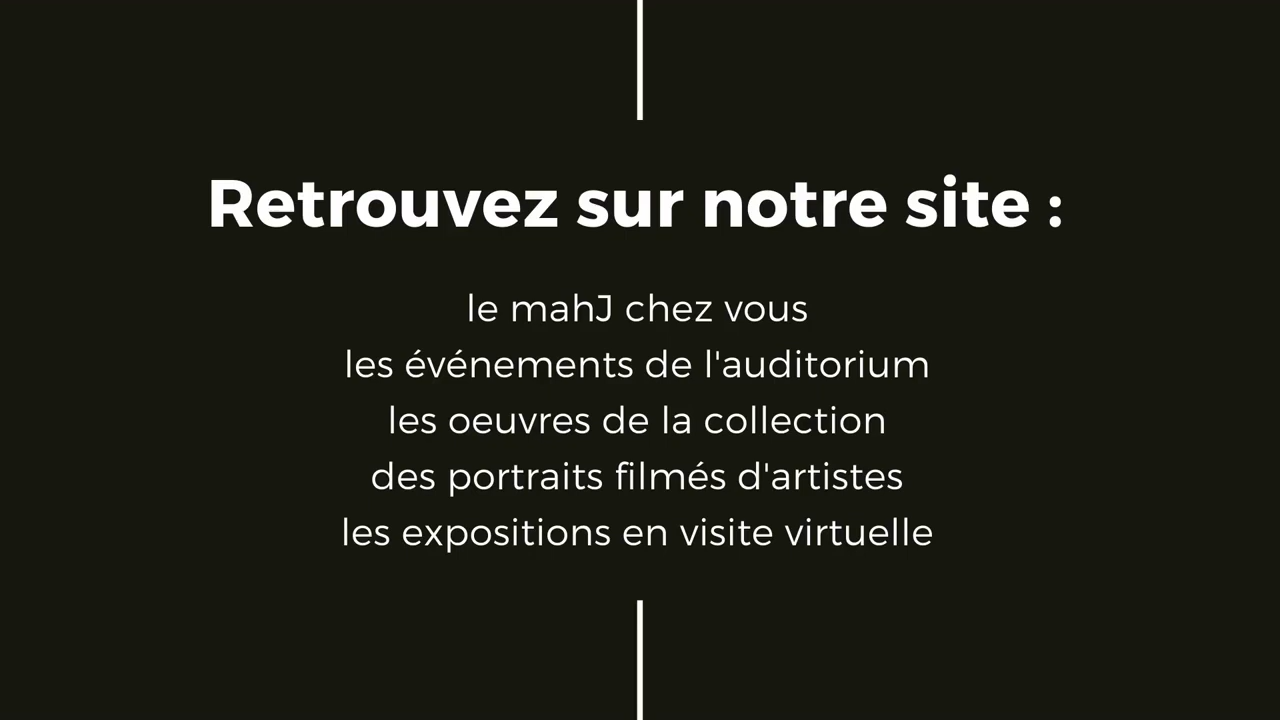 Retrouvez sur notre site :
le mahJ chez vous
les événements de l'auditorium
les oeuvres de la collection
des portraits filmés d'artistes
les expositions en visite virtuelle